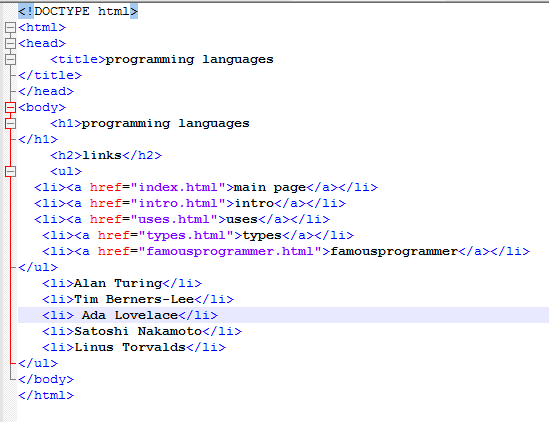 <!DOCTYPE html>
<html>
<head>
<title>programming languages
</title>
</head>
<body>
<h1>programming languages
</h1>
<h2>links</h2>
<ul>
<li><a href="index.html">main page</a></li>
<li><a href="intro.html">intro</a></li>
<li><a href="uses.html">uses</a></li>
<li><a href="types.html">types</a></li>
<li><a href="famousprogrammer.html">famousprogrammer</a></li>
</ul>
<li>Alan Turing</li>
<li>Tim Berners-Lee</li>
<li> Ada Lovelace</li>
<li>Satoshi Nakamoto</li>
<li>Linus Torvalds</li>
</ul>
</body>
</html>